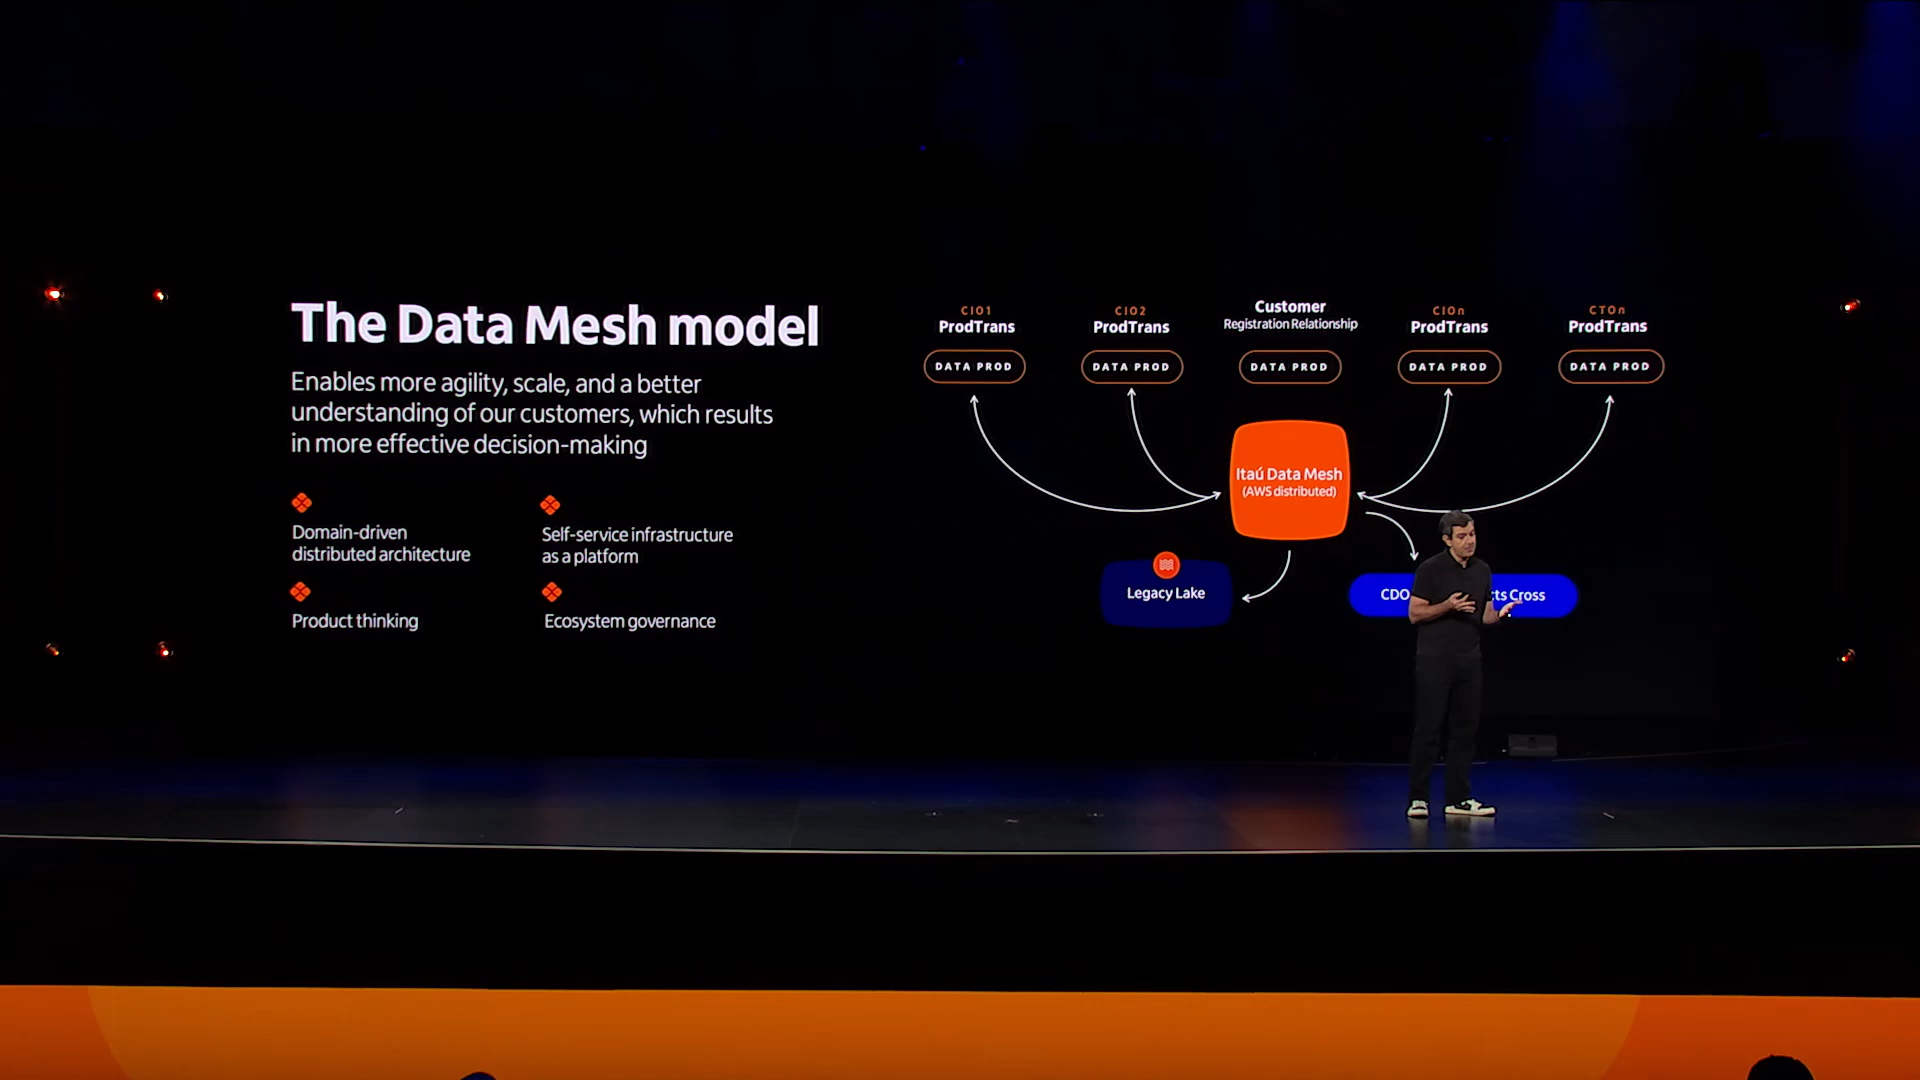 The Data Mesh model
Enables more agility, scale, and a better
understanding of our customers, which results
in more effective decision-making
Domain-driven
distributed architecture
Self-service infrastructure
as a platform
Product thinking
Ecosystem governance
CIO1
ProdTrans
DATA PROD
CIO2
ProdTrans
DATA PROD
Customer
Registration Relationship
DATA PROD
CIOn
ProdTrans
DATA PROD
CTOn
ProdTrans
DATA PROD
Itaú Data Mesh
(AWS distributed)
Legacy Lake
CDO Cross